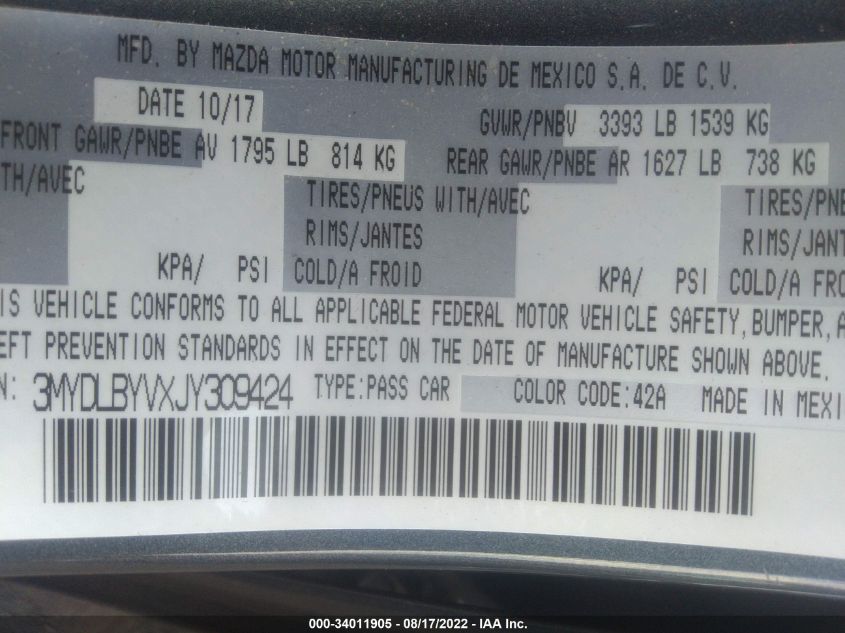 MFD. BY MAZDA MOTOR MANUFACTURING DE MEXICO S.A. DE C.V.
DATE 10/17
GVWR/PNBV 3393 LB 1539 KG
FRONT GAWR/PNBE AV 1795 LB 814 KG
REAR GAWR/PNBE AR 1627 LB 738 KG
TH/AVEC
TIRES/PNEUS WITH/AVEC
TIRES/PNE
RIMS/JANTES
RIMS/JANT
KPA/ PSI COLD/A FROID
KPA/ PSI COLD/A FRO
IS VEHICLE CONFORMS TO ALL APPLICABLE FEDERAL MOTOR VEHICLE SAFETY, BUMPER, A
EFT PREVENTION STANDARDS IN EFFECT ON THE DATE OF MANUFACTURE SHOWN ABOVE.
N: 3MYDLBYVXJY309424 TYPE:PASS CAR COLOR CODE:42A MADE IN MEXI
000-34011905 - 08/17/2022 - IAA Inc.